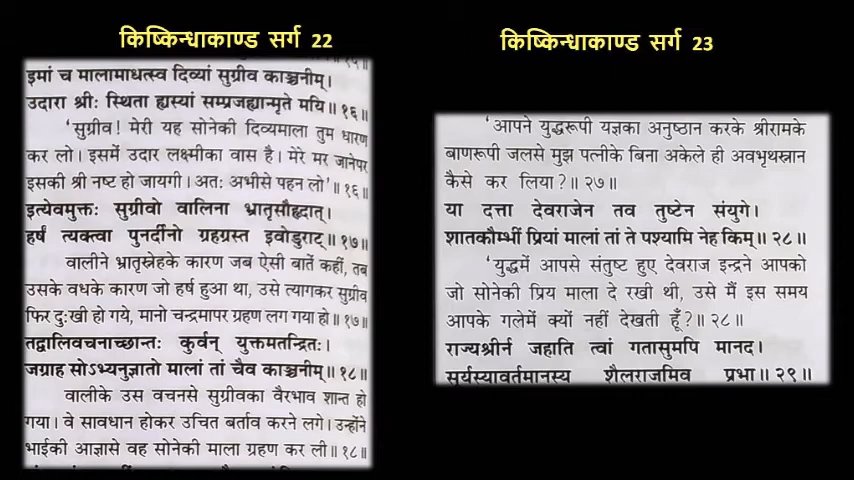 किष्किन्धाकाण्ड सर्ग 22
इमां च मालामाधत्स्व दिव्यां सुग्रीव काञ्चनीम्।
उदारा श्रीः स्थिता ह्यस्यां सम्प्रजह्यान्मृते मयि॥१६॥
'सुग्रीव! मेरी यह सोनेकी दिव्यमाला तुम धारण
कर लो। इसमें उदार लक्ष्मीका वास है। मेरे मर जानेपर
इसकी श्री नष्ट हो जायगी। अतः अभीसे पहन लो'॥१६॥
इत्येवमुक्तः सुग्रीवो वालिना भ्रातृसौहृदात्।
हर्षं त्यक्त्वा पुनर्दीनो ग्रहग्रस्त इवोडुराट्॥१७॥
वालीने भ्रातृस्नेहके कारण जब ऐसी बातें कहीं, तब
उसके वधके कारण जो हर्ष हुआ था, उसे त्यागकर सुग्रीव
फिर दुःखी हो गये, मानो चन्द्रमापर ग्रहण लग गया हो॥१७॥
तद्वालिवचनाच्छान्तः कुर्वन् युक्तमतन्द्रितः।
जग्राह सोऽभ्यनुज्ञातो मालां तां चैव काञ्चनीम्॥१८॥
वालीके उस वचनसे सुग्रीवका वैरभाव शान्त हो
गया। वे सावधान होकर उचित बर्ताव करने लगे। उन्होंने
भाईकी आज्ञासे वह सोनेकी माला ग्रहण कर ली॥१८॥
किष्किन्धाकाण्ड सर्ग 23
'आपने युद्धरूपी यज्ञका अनुष्ठान करके श्रीरामके
बाणरूपी जलसे मुझ पत्नीके बिना अकेले ही अवभृथस्नान
कैसे कर लिया?॥२७॥
या दत्ता देवराजेन तव तुष्टेन संयुगे।
शातकौम्भीं प्रियां मालां तां ते पश्यामि नेह किम्॥२८॥
'युद्धमें आपसे संतुष्ट हुए देवराज इन्द्रने आपको
जो सोनेकी प्रिय माला दे रखी थी, उसे मैं इस समय
आपके गलेमें क्यों नहीं देखती हूँ?॥२८॥
राज्यश्रीर्न जहाति त्वां गतासुमपि मानद।
सूर्यस्यावर्तमानस्य शैलराजमिव प्रभा॥२९॥